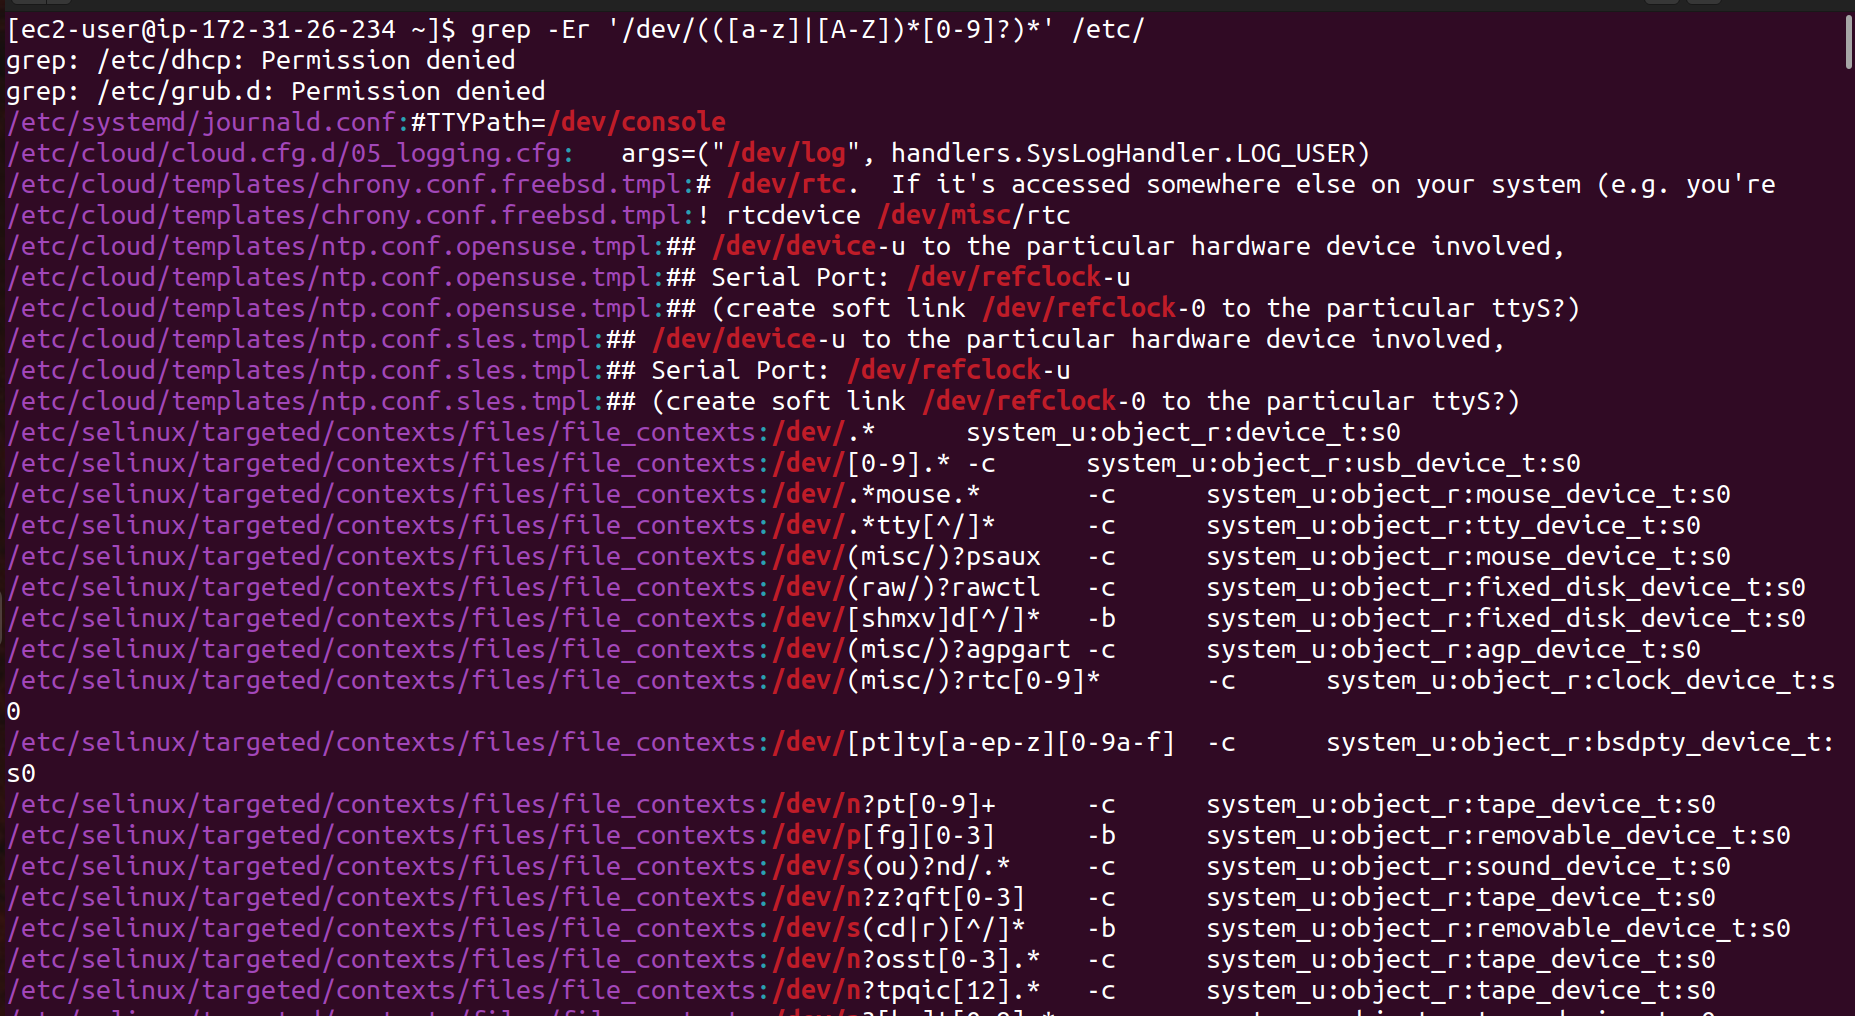 [ec2-user@ip-172-31-26-234 ~]$ grep -Er '/dev/(([a-z]|[A-Z])*[0-9]?)*' /etc/
grep: /etc/dhcp: Permission denied
grep: /etc/grub.d: Permission denied
/etc/systemd/journald.conf:#TTYPath=/dev/console
/etc/cloud/cloud.cfg.d/05_logging.cfg:   args=("/dev/log", handlers.SysLogHandler.LOG_USER)
/etc/cloud/templates/chrony.conf.freebsd.tmpl:# /dev/rtc.  If it's accessed somewhere else on your system (e.g. you're
/etc/cloud/templates/chrony.conf.freebsd.tmpl:! rtcdevice /dev/misc/rtc
/etc/cloud/templates/ntp.conf.opensuse.tmpl:## /dev/device-u to the particular hardware device involved,
/etc/cloud/templates/ntp.conf.opensuse.tmpl:## Serial Port: /dev/refclock-u
/etc/cloud/templates/ntp.conf.opensuse.tmpl:## (create soft link /dev/refclock-0 to the particular ttyS?)
/etc/cloud/templates/ntp.conf.sles.tmpl:## /dev/device-u to the particular hardware device involved,
/etc/cloud/templates/ntp.conf.sles.tmpl:## Serial Port: /dev/refclock-u
/etc/cloud/templates/ntp.conf.sles.tmpl:## (create soft link /dev/refclock-0 to the particular ttyS?)
/etc/selinux/targeted/contexts/files/file_contexts:/dev/.*      system_u:object_r:device_t:s0
/etc/selinux/targeted/contexts/files/file_contexts:/dev/[0-9].* -c      system_u:object_r:usb_device_t:s0
/etc/selinux/targeted/contexts/files/file_contexts:/dev/.*mouse.*       -c      system_u:object_r:mouse_device_t:s0
/etc/selinux/targeted/contexts/files/file_contexts:/dev/.*tty[^/]*      -c      system_u:object_r:tty_device_t:s0
/etc/selinux/targeted/contexts/files/file_contexts:/dev/(misc/)?psaux   -c      system_u:object_r:mouse_device_t:s0
/etc/selinux/targeted/contexts/files/file_contexts:/dev/(raw/)?rawctl   -c      system_u:object_r:fixed_disk_device_t:s0
/etc/selinux/targeted/contexts/files/file_contexts:/dev/[shmxv]d[^/]*   -b      system_u:object_r:fixed_disk_device_t:s0
/etc/selinux/targeted/contexts/files/file_contexts:/dev/(misc/)?agpgart -c      system_u:object_r:agp_device_t:s0
/etc/selinux/targeted/contexts/files/file_contexts:/dev/(misc/)?rtc[0-9]*       -c      system_u:object_r:clock_device_t:s
0
/etc/selinux/targeted/contexts/files/file_contexts:/dev/[pt]ty[a-ep-z][0-9a-f]  -c      system_u:object_r:bsdpty_device_t:
s0
/etc/selinux/targeted/contexts/files/file_contexts:/dev/n?pt[0-9]+      -c      system_u:object_r:tape_device_t:s0
/etc/selinux/targeted/contexts/files/file_contexts:/dev/p[fg][0-3]      -b      system_u:object_r:removable_device_t:s0
/etc/selinux/targeted/contexts/files/file_contexts:/dev/s(ou)?nd/.*     -c      system_u:object_r:sound_device_t:s0
/etc/selinux/targeted/contexts/files/file_contexts:/dev/n?z?qft[0-3]    -c      system_u:object_r:tape_device_t:s0
/etc/selinux/targeted/contexts/files/file_contexts:/dev/s(cd|r)[^/]*    -b      system_u:object_r:removable_device_t:s0
/etc/selinux/targeted/contexts/files/file_contexts:/dev/n?osst[0-3].*   -c      system_u:object_r:tape_device_t:s0
/etc/selinux/targeted/contexts/files/file_contexts:/dev/n?tpqic[12].*   -c      system_u:object_r:tape_device_t:s0